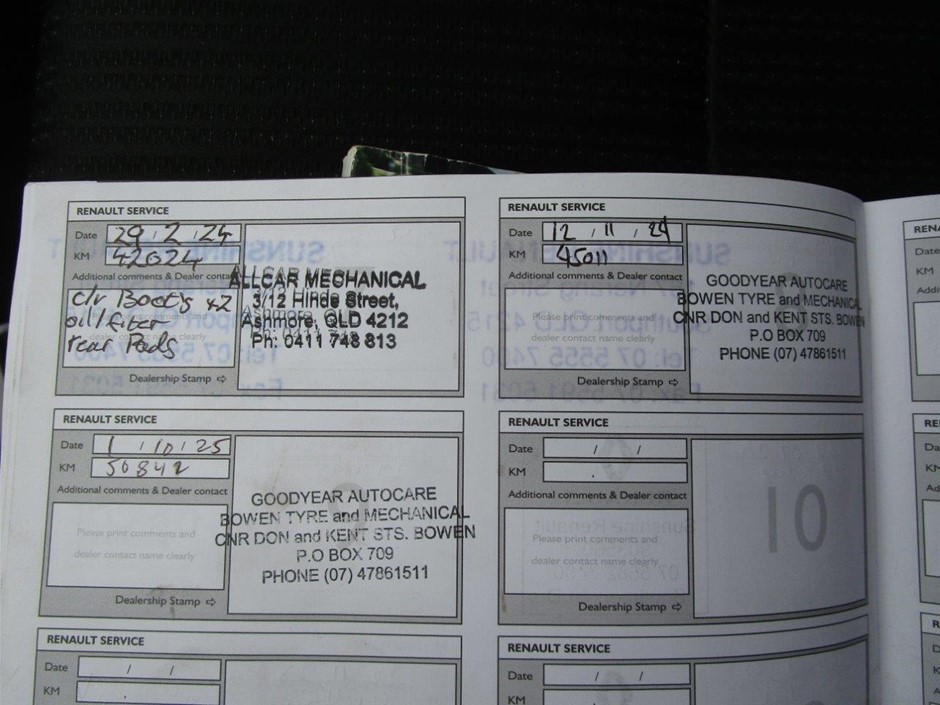 RENAULT SERVICE
Date 29/2/24
KM 42024
Additional comments & Dealer contact
c/v Boots x2
oil/filter
rear Pads
ALLCAR MECHANICAL
3/12 Hinde Street,
Ashmore, QLD 4212
Ph: 0411 748 813
RENAULT SERVICE
Date 12/11/24
KM 45011
Additional comments & Dealer contact
Please print comments and
dealer contact name clearly
Dealership Stamp ⇨
GOODYEAR AUTOCARE
BOWEN TYRE and MECHANICAL
CNR DON and KENT STS. BOWEN
P.O BOX 709
PHONE (07) 47861511
RENAULT SERVICE
Date 1/10/25
KM 50842
Additional comments & Dealer contact
Please print comments and
dealer contact name clearly
Dealership Stamp ⇨
GOODYEAR AUTOCARE
BOWEN TYRE and MECHANICAL
CNR DON and KENT STS. BOWEN
P.O BOX 709
PHONE (07) 47861511
RENAULT SERVICE
Date / /
KM .
Additional comments & Dealer contact
Please print comments and
dealer contact name clearly
Dealership Stamp ⇨
10
RENAULT SERVICE
Date / /
KM .
RENAULT SERVICE
Date / /
KM .